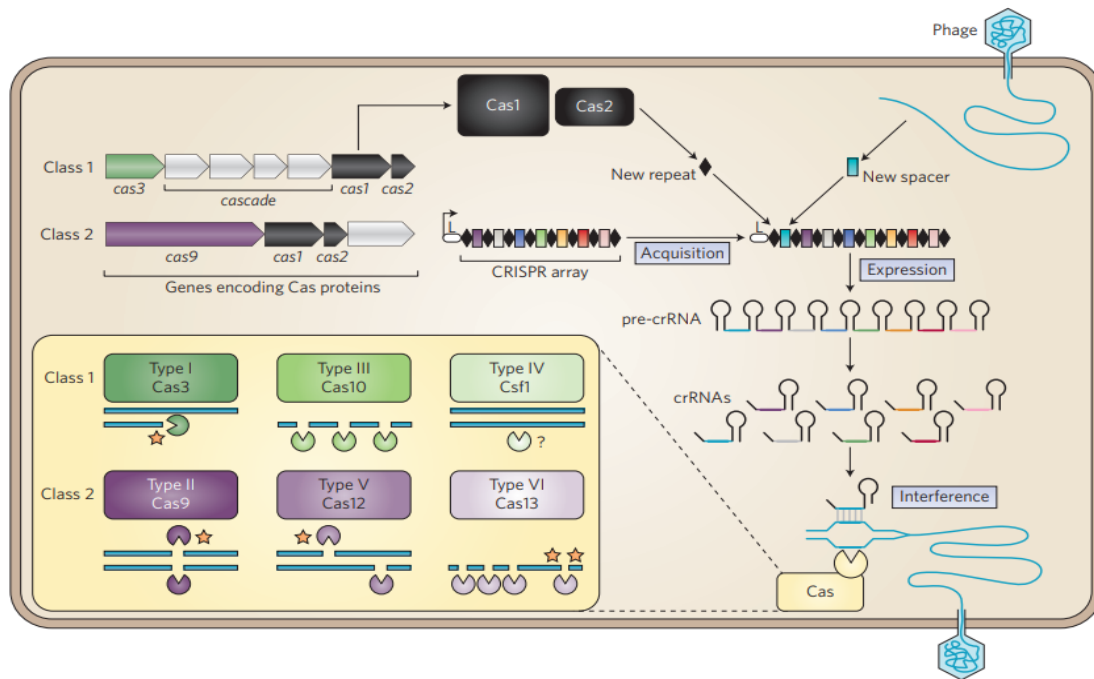 Phage
Cas1
Cas2
Class 1
cas3
cascade
cas1
cas2
New repeat
New spacer
Class 2
cas9
cas1
cas2
Genes encoding Cas proteins
L
CRISPR array
Acquisition
L
Expression
pre-crRNA
crRNAs
Interference
Cas
Class 1
Type I
Cas3
Type III
Cas10
Type IV
Csf1
?
Class 2
Type II
Cas9
Type V
Cas12
Type VI
Cas13